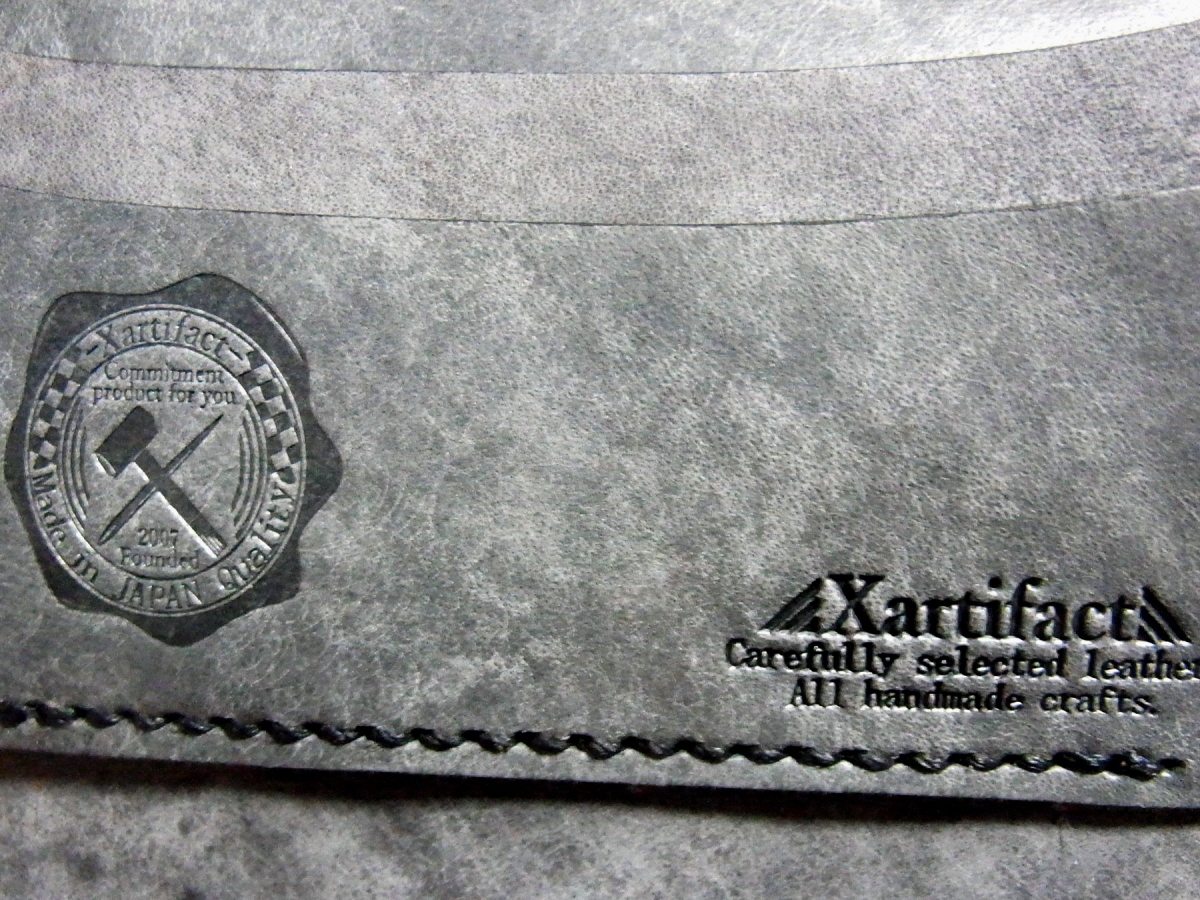 Xartifact
Commitment
product for you
2007
Founded
Made in JAPAN Quality
Xartifact
Carefully selected leather
All handmade crafts.